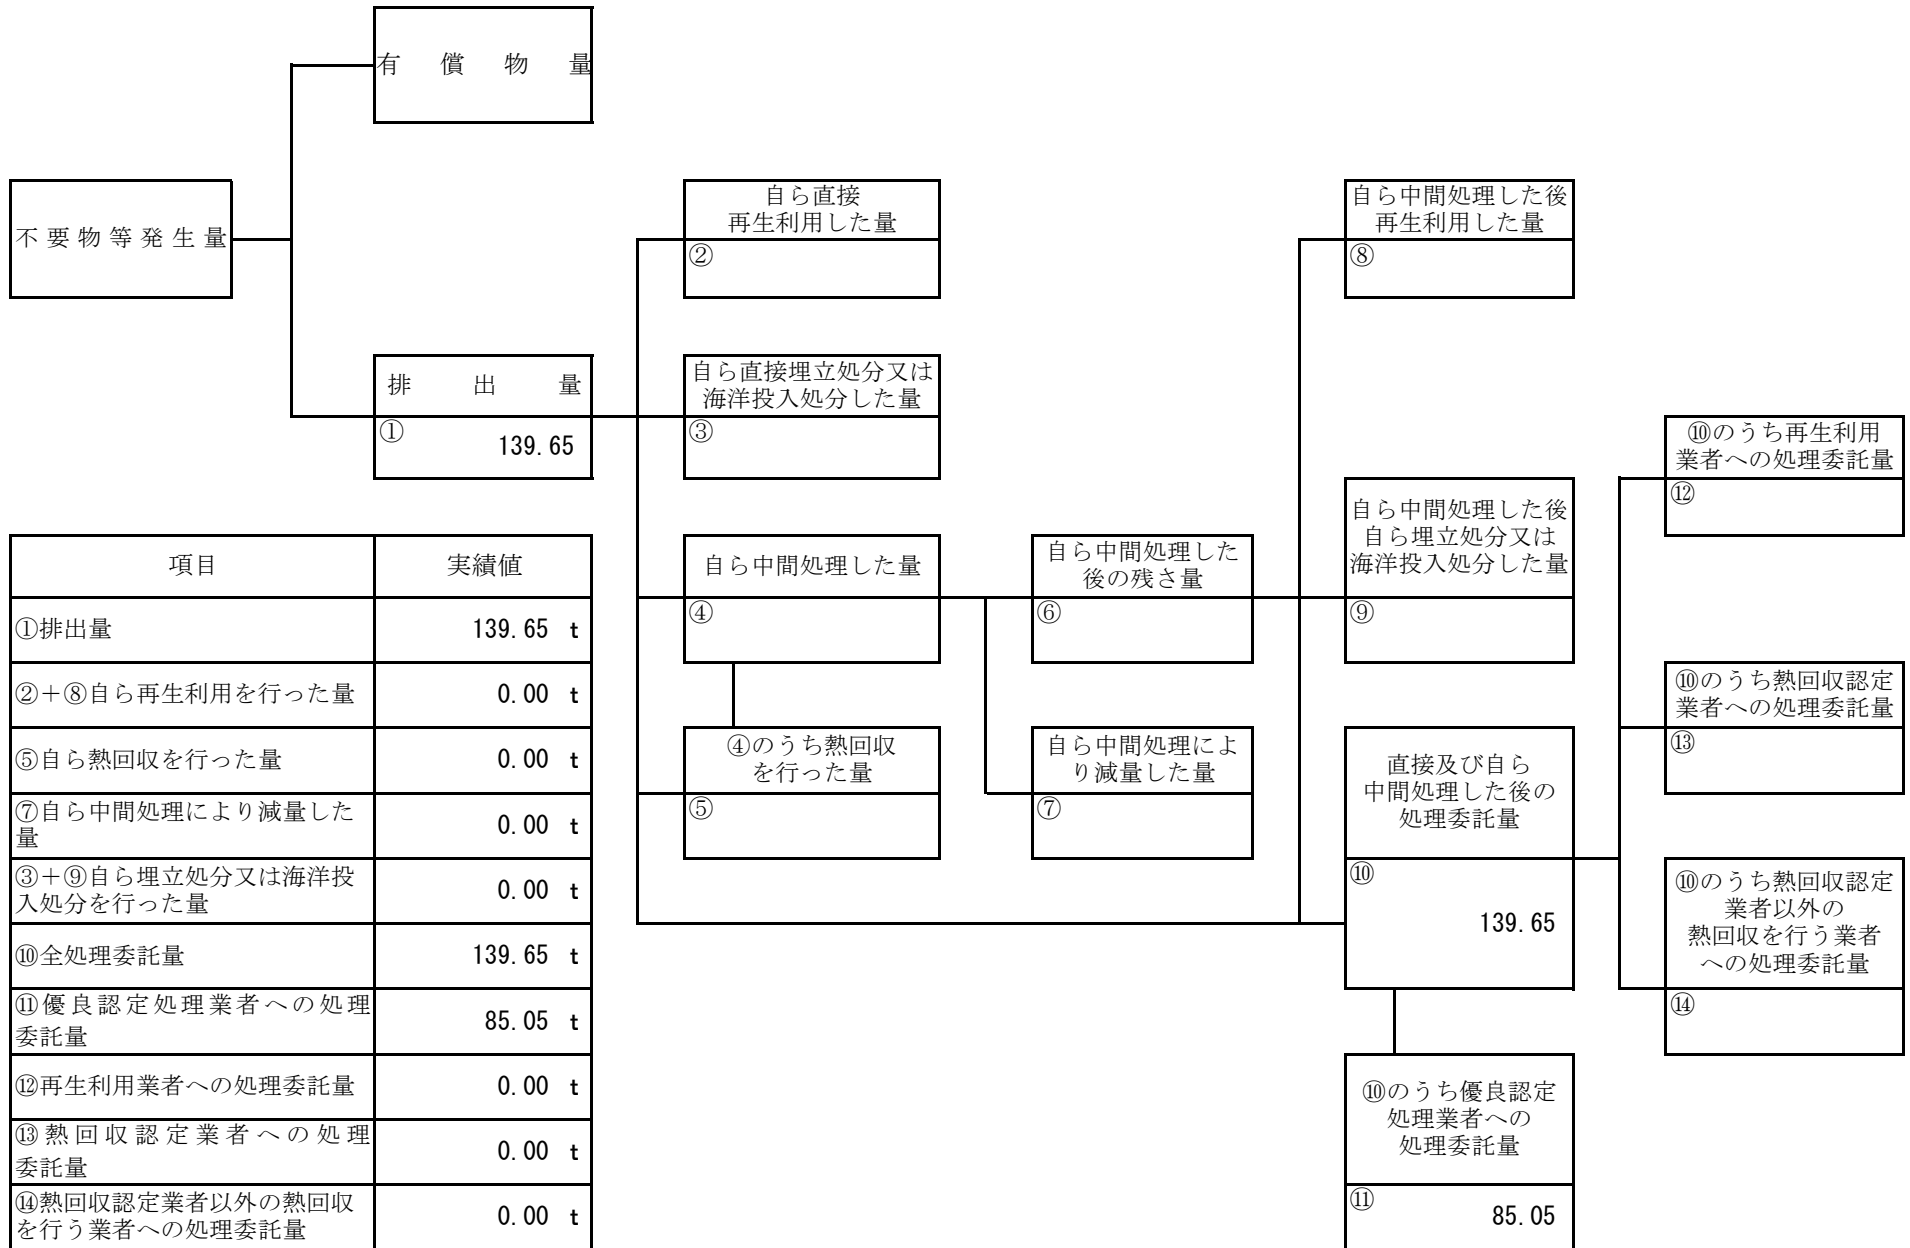 有償物量
不要物等発生量
排出量
①
139.65
自ら直接
再生利用した量
②
自ら直接埋立処分又は
海洋投入処分した量
③
自ら中間処理した量
④
④のうち熱回収
を行った量
⑤
自ら中間処理した
後の残さ量
⑥
自ら中間処理によ
り減量した量
⑦
自ら中間処理した後
再生利用した量
⑧
自ら中間処理した後
自ら埋立処分又は
海洋投入処分した量
⑨
直接及び自ら
中間処理した後の
処理委託量
⑩
139.65
⑩のうち優良認定
処理業者への
処理委託量
⑪
85.05
⑩のうち再生利用
業者への処理委託量
⑫
⑩のうち熱回収認定
業者への処理委託量
⑬
⑩のうち熱回収認定
業者以外の
熱回収を行う業者
への処理委託量
⑭
項目 実績値
①排出量 139.65 t
②+⑧自ら再生利用を行った量 0.00 t
⑤自ら熱回収を行った量 0.00 t
⑦自ら中間処理により減量した
量 0.00 t
③+⑨自ら埋立処分又は海洋投
入処分を行った量 0.00 t
⑩全処理委託量 139.65 t
⑪優良認定処理業者への処理
委託量 85.05 t
⑫再生利用業者への処理委託量 0.00 t
⑬熱回収認定業者への処理
委託量 0.00 t
⑭熱回収認定業者以外の熱回収
を行う業者への処理委託量 0.00 t